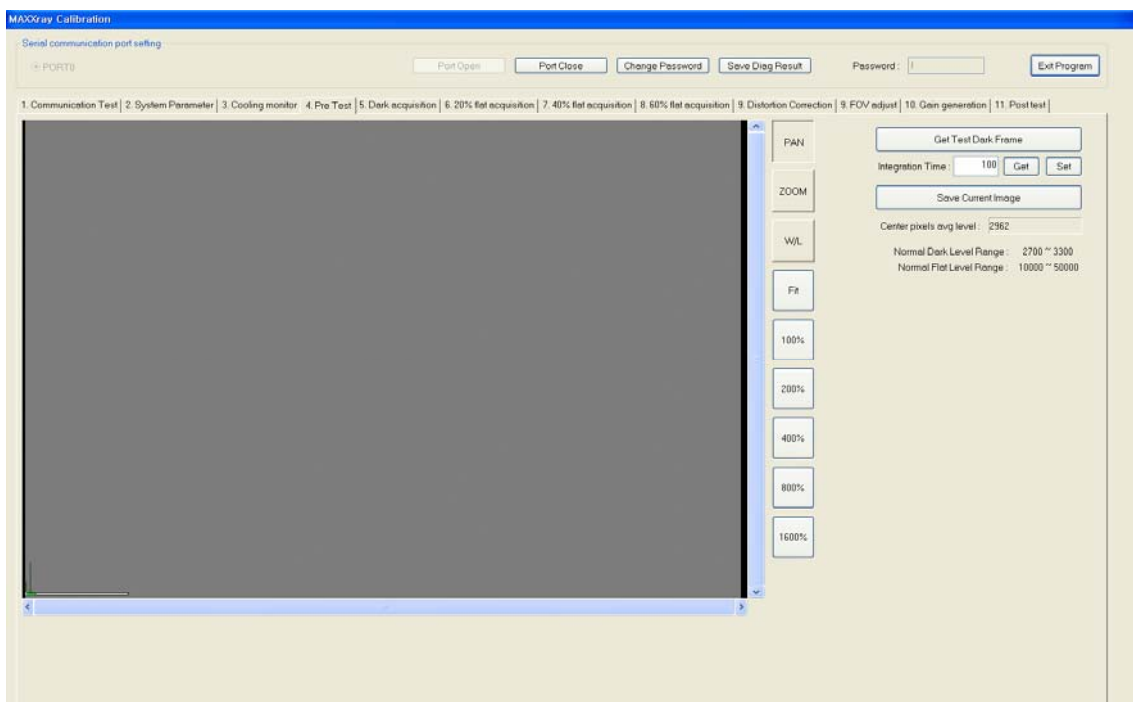 MAXXray Calibration
Serial communication port setting
PORT0
Port Open
Port Close
Change Password
Save Diag Result
Password :
Exit Program
1. Communication Test
2. System Parameter
3. Cooling monitor
4. Pre Test
5. Dark acquisition
6. 20% flat acquisition
7. 40% flat acquisition
8. 60% flat acquisition
9. Distortion Correction
9. FOV adjust
10. Gain generation
11. Post test
PAN
ZOOM
W/L
Fit
100%
200%
400%
800%
1600%
Get Test Dark Frame
Integration Time : 100 Get Set
Save Current Image
Center pixels avg level : 2962
Normal Dark Level Range : 2700 ~ 3300
Normal Flat Level Range : 10000 ~ 50000